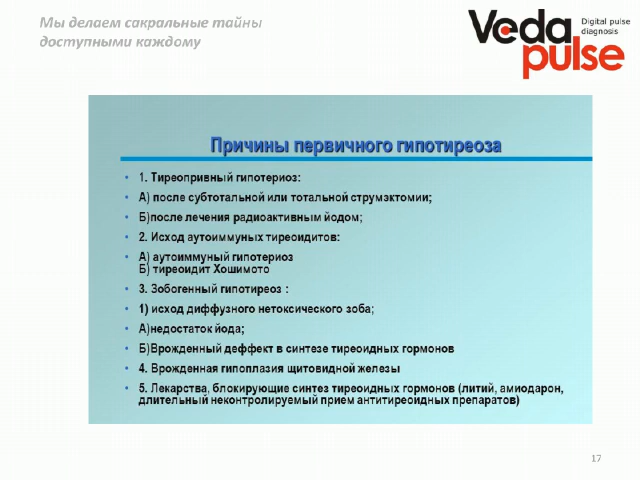 Мы делаем сакральные тайны
доступными каждому
Veda
pulse
Digital pulse
diagnosis
Причины первичного гипотиреоза
• 1. Тиреопривный гипотериоз:
• А) после субтотальной или тотальной струмэктомии;
• Б)после лечения радиоактивным йодом;
• 2. Исход аутоиммуных тиреоидитов:
• А) аутоиммуный гипотериоз
Б) тиреоидит Хошимото
• 3. Зобогенный гипотиреоз :
• 1) исход диффузного нетоксического зоба;
• А)недостаток йода;
• Б)Врожденный деффект в синтезе тиреоидных гормонов
• 4. Врожденная гипоплазия щитовидной железы
• 5. Лекарства, блокирующие синтез тиреоидных гормонов (литий, амиодарон,
длительный неконтролируемый прием антитиреоидных препаратов)
17